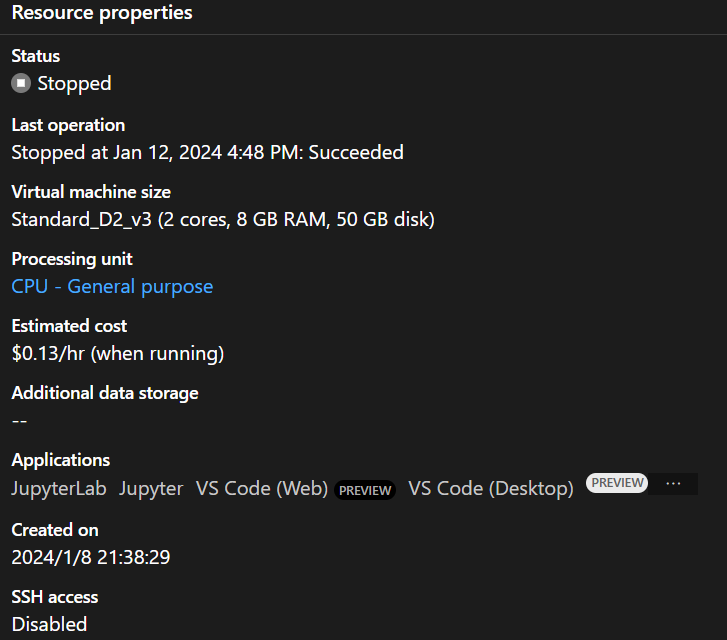 Resource properties
Status
Stopped
Last operation
Stopped at Jan 12, 2024 4:48 PM: Succeeded
Virtual machine size
Standard_D2_v3 (2 cores, 8 GB RAM, 50 GB disk)
Processing unit
CPU - General purpose
Estimated cost
$0.13/hr (when running)
Additional data storage
--
Applications
JupyterLab Jupyter VS Code (Web) PREVIEW VS Code (Desktop) PREVIEW ...
Created on
2024/1/8 21:38:29
SSH access
Disabled